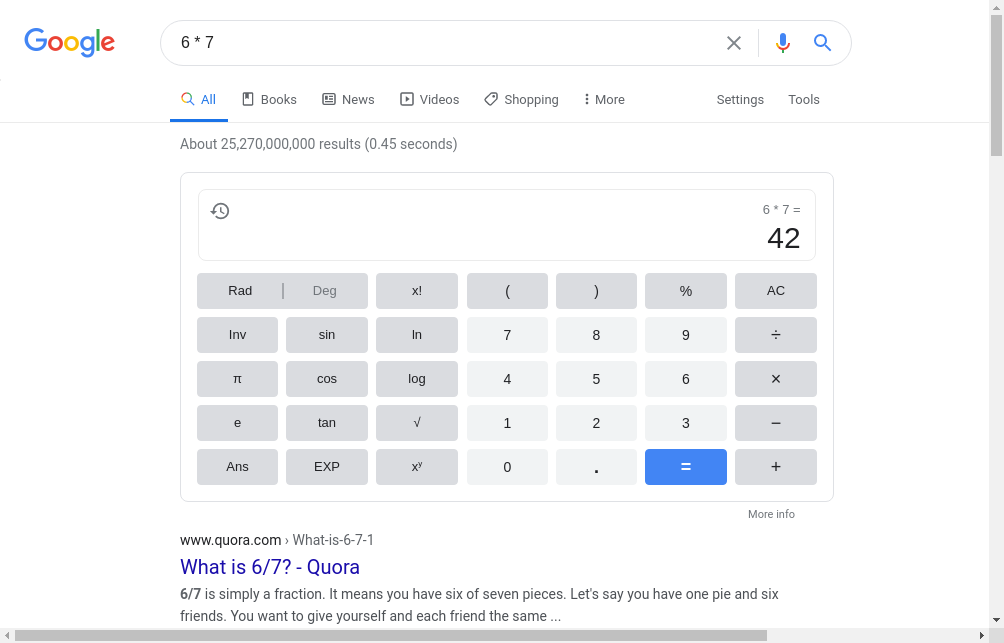 Google
6 * 7
All Books News Videos Shopping More Settings Tools
About 25,270,000,000 results (0.45 seconds)
6 * 7 =
42
Rad | Deg x! ( ) % AC
Inv sin ln 7 8 9 ÷
π cos log 4 5 6 ×
e tan √ 1 2 3 −
Ans EXP xʸ 0 . = +
More info
www.quora.com › What-is-6-7-1
What is 6/7? - Quora
6/7 is simply a fraction. It means you have six of seven pieces. Let's say you have one pie and six
friends. You want to give yourself and each friend the same ...